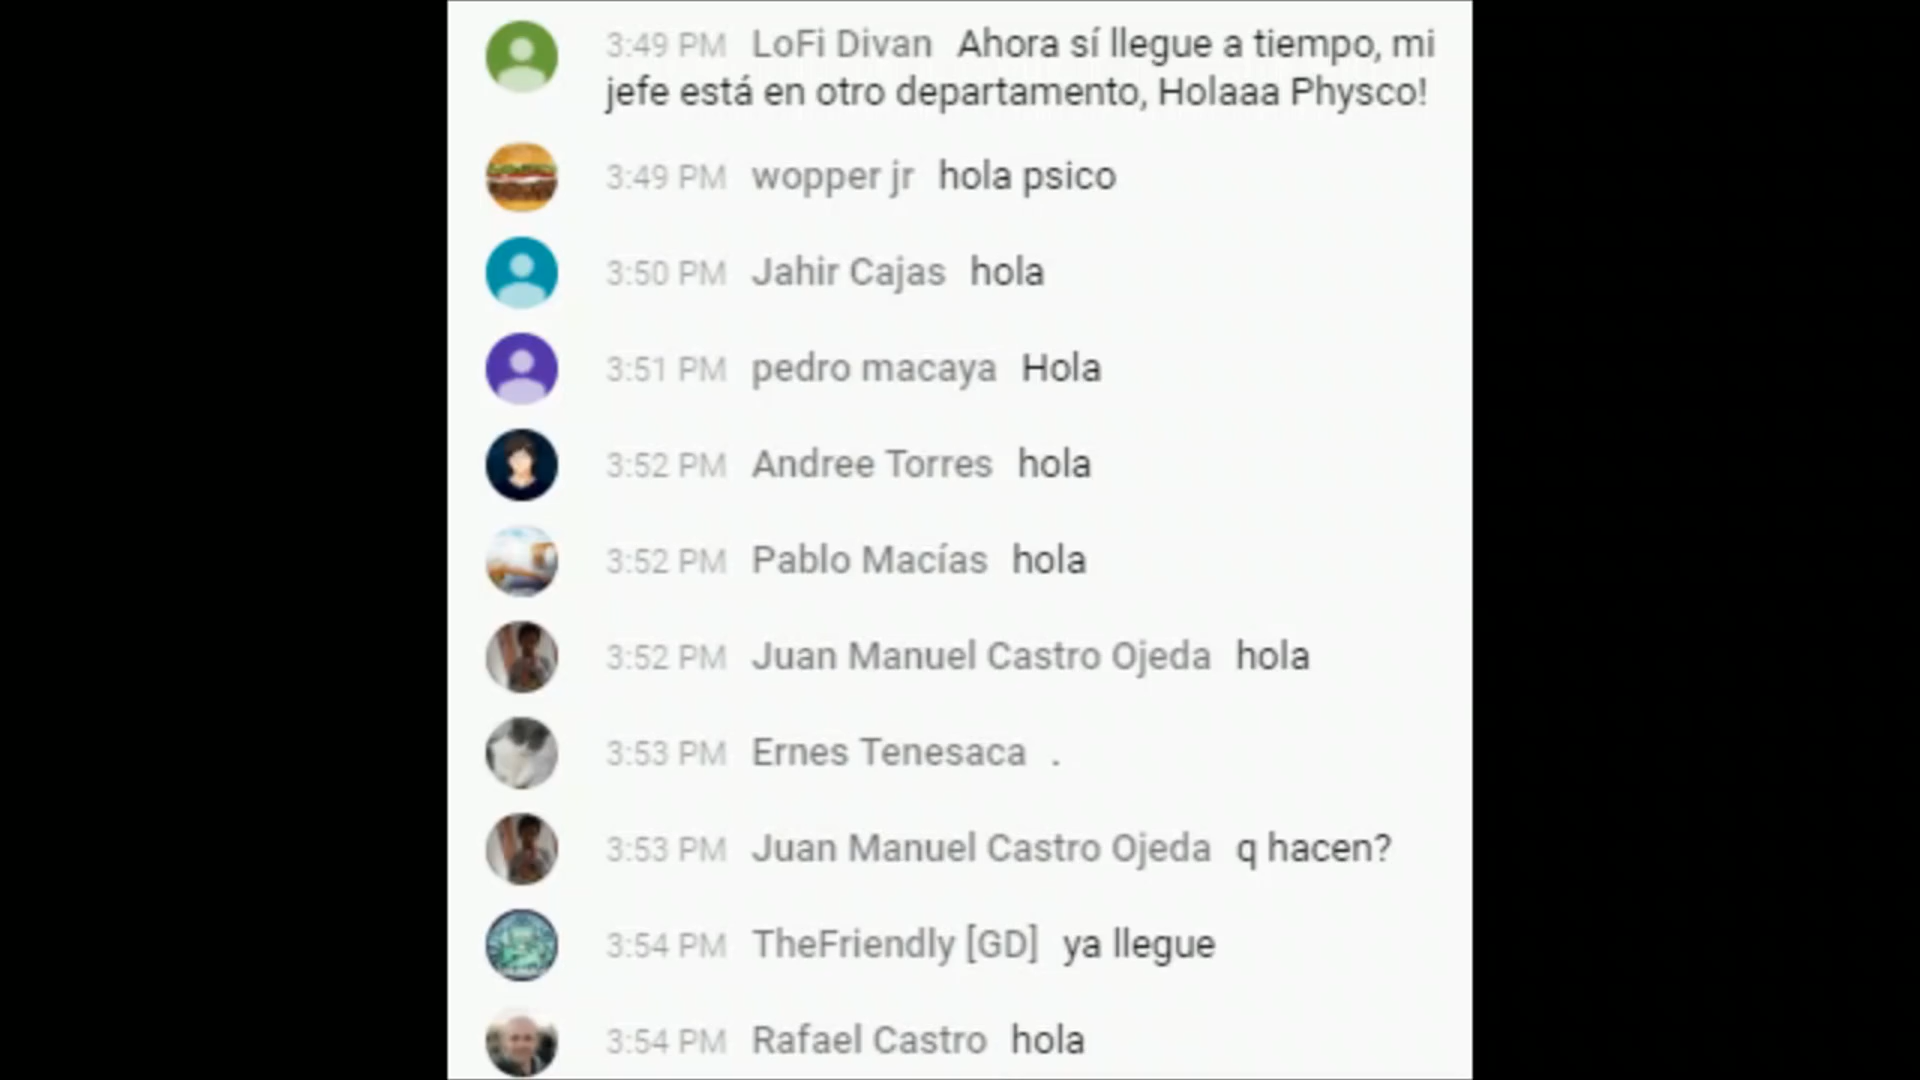 3:49 PM LoFi Divan Ahora sí llegue a tiempo, mi
jefe está en otro departamento, Holaaa Physco!
3:49 PM wopper jr hola psico
3:50 PM Jahir Cajas hola
3:51 PM pedro macaya Hola
3:52 PM Andree Torres hola
3:52 PM Pablo Macías hola
3:52 PM Juan Manuel Castro Ojeda hola
3:53 PM Ernes Tenesaca .
3:53 PM Juan Manuel Castro Ojeda q hacen?
3:54 PM TheFriendly [GD] ya llegue
3:54 PM Rafael Castro hola